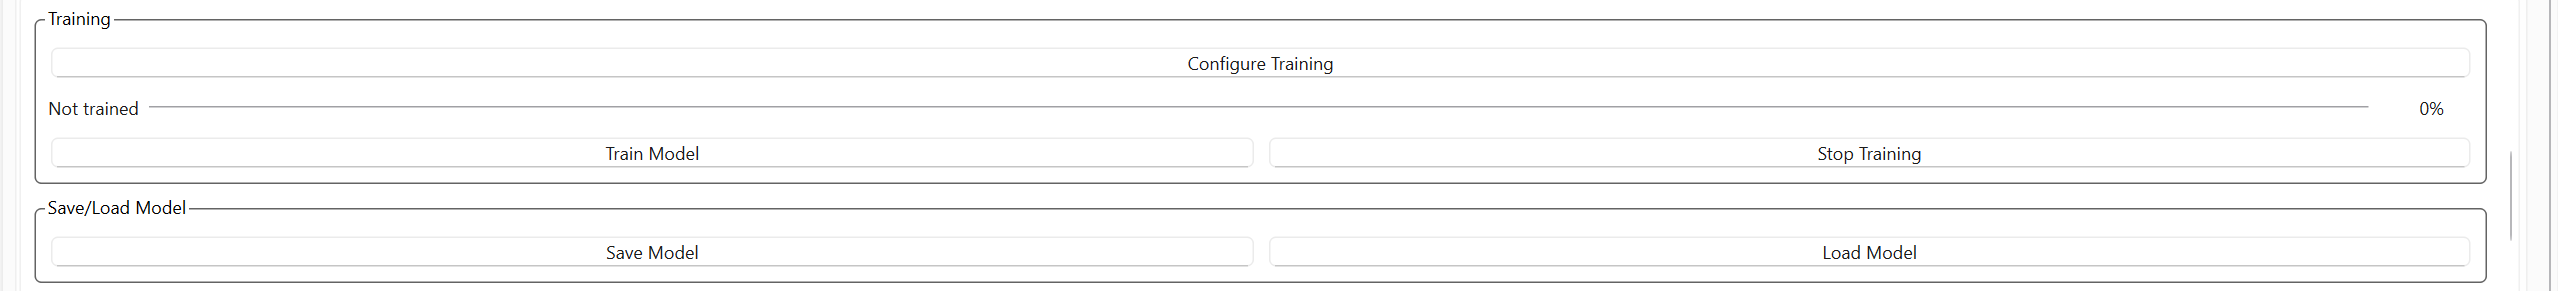 Training
Configure Training
Not trained 0%
Train Model Stop Training
Save/Load Model
Save Model Load Model